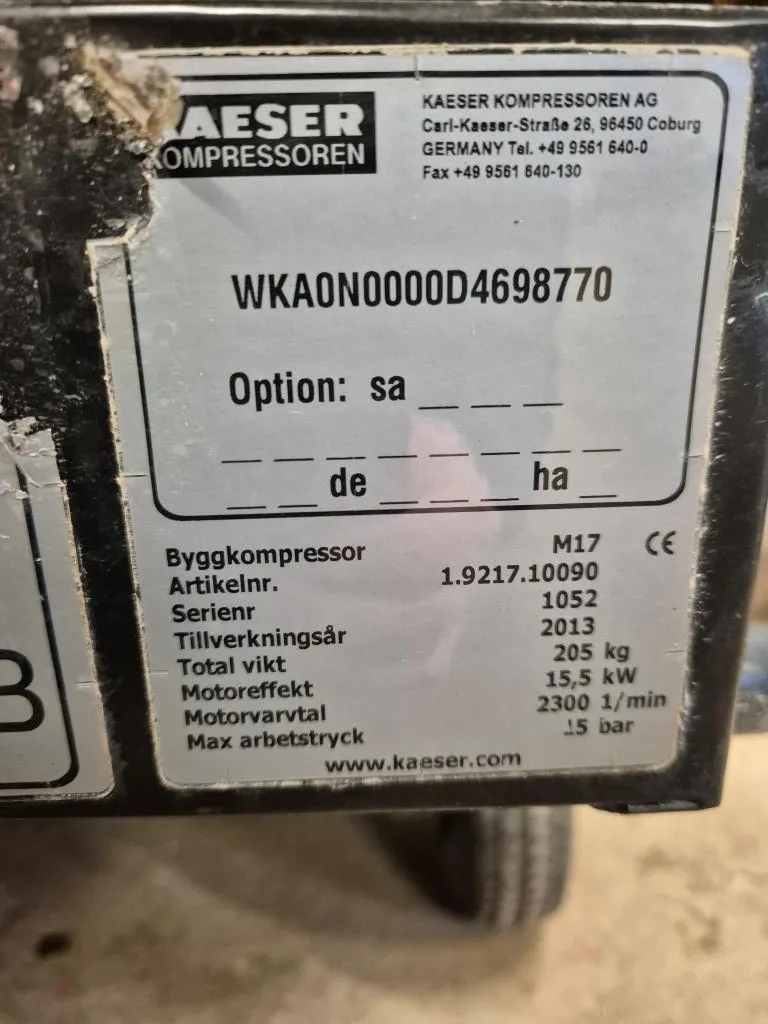 KAESER
KOMPRESSOREN
KAESER KOMPRESSOREN AG
Carl-Kaeser-Straße 26, 96450 Coburg
GERMANY Tel. +49 9561 640-0
Fax +49 9561 640-130
WKA0N0000D4698770
Option: sa _ _ _
_ _ _ _ _ _ _ _
_ _ de _ _ _ ha _
Byggkompressor M17 CE
Artikelnr. 1.9217.10090
Serienr 1052
Tillverkningsår 2013
Total vikt 205 kg
Motoreffekt 15,5 kW
Motorvarvtal 2300 1/min
Max arbetstryck 15 bar
www.kaeser.com
B